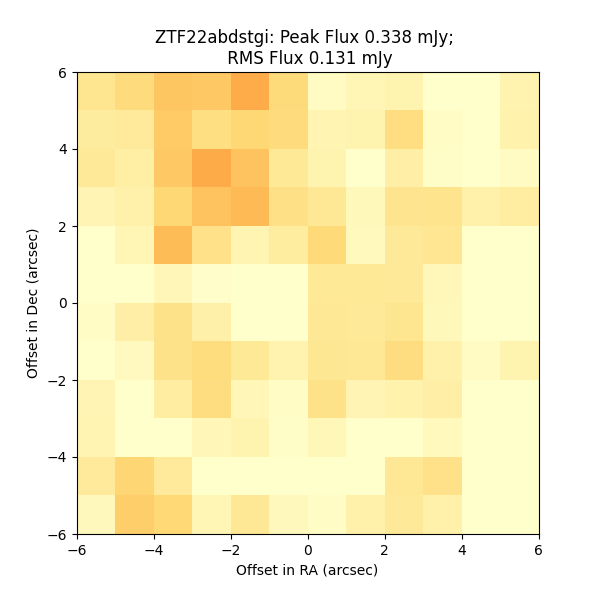 ZTF22abdstgi: Peak Flux 0.338 mJy;
RMS Flux 0.131 mJy
6
4
2
0
−2
−4
−6
Offset in Dec (arcsec)
−6 −4 −2 0 2 4 6
Offset in RA (arcsec)